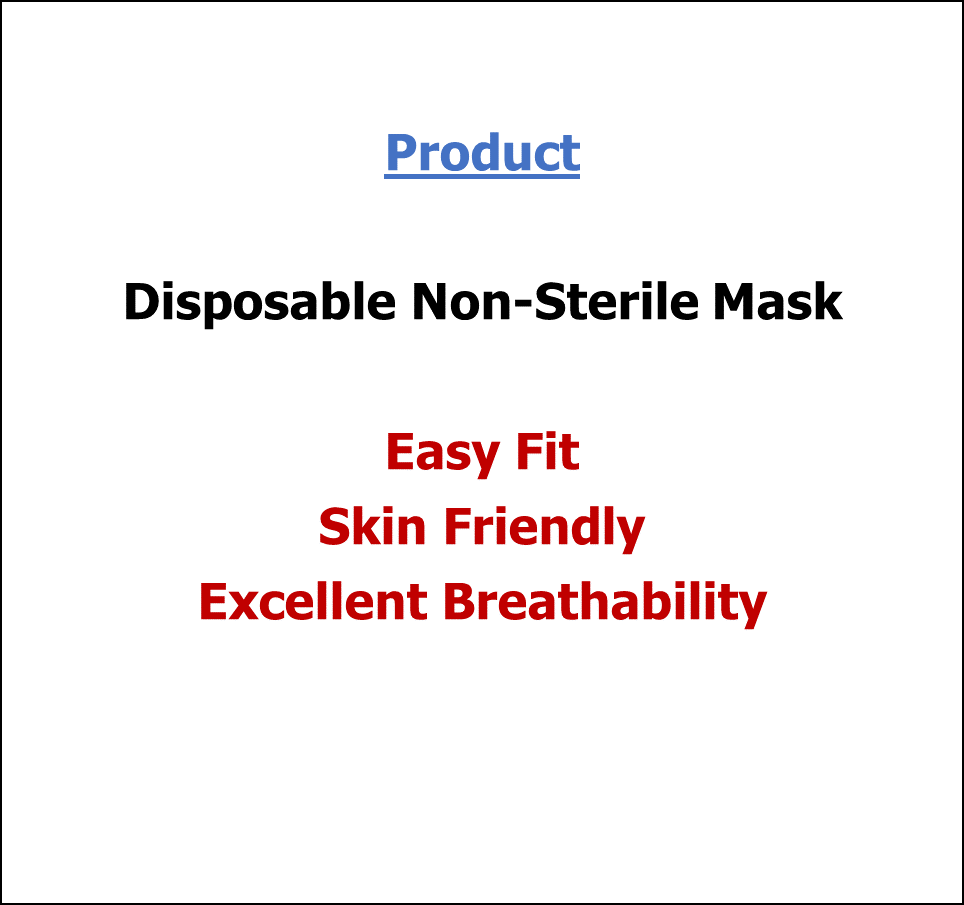 Product
Disposable Non-Sterile Mask
Easy Fit
Skin Friendly
Excellent Breathability